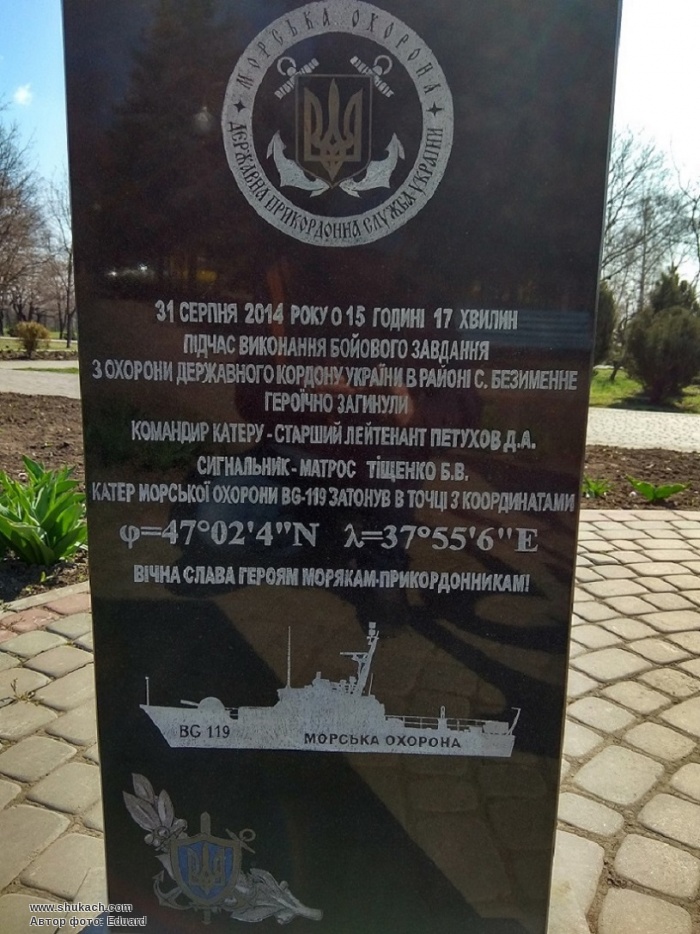 МОРСЬКА ОХОРОНА
ДЕРЖАВНА ПРИКОРДОННА СЛУЖБА УКРАЇНИ
31 СЕРПНЯ 2014 РОКУ О 15 ГОДИНІ 17 ХВИЛИН
ПІДЧАС ВИКОНАННЯ БОЙОВОГО ЗАВДАННЯ
З ОХОРОНИ ДЕРЖАВНОГО КОРДОНУ УКРАЇНИ В РАЙОНІ С. БЕЗИМЕННЕ
ГЕРОЇЧНО ЗАГИНУЛИ
КОМАНДИР КАТЕРУ - СТАРШИЙ ЛЕЙТЕНАНТ ПЕТУХОВ Д.А.
СИГНАЛЬНИК - МАТРОС ТІЩЕНКО Б.В.
КАТЕР МОРСЬКОЇ ОХОРОНИ BG-119 ЗАТОНУВ В ТОЧЦІ З КООРДИНАТАМИ
φ=47°02'4"N λ=37°55'6"E
ВІЧНА СЛАВА ГЕРОЯМ МОРЯКАМ-ПРИКОРДОННИКАМ!
BG 119 МОРСЬКА ОХОРОНА
www.shukach.com
Автор фото: Eduard